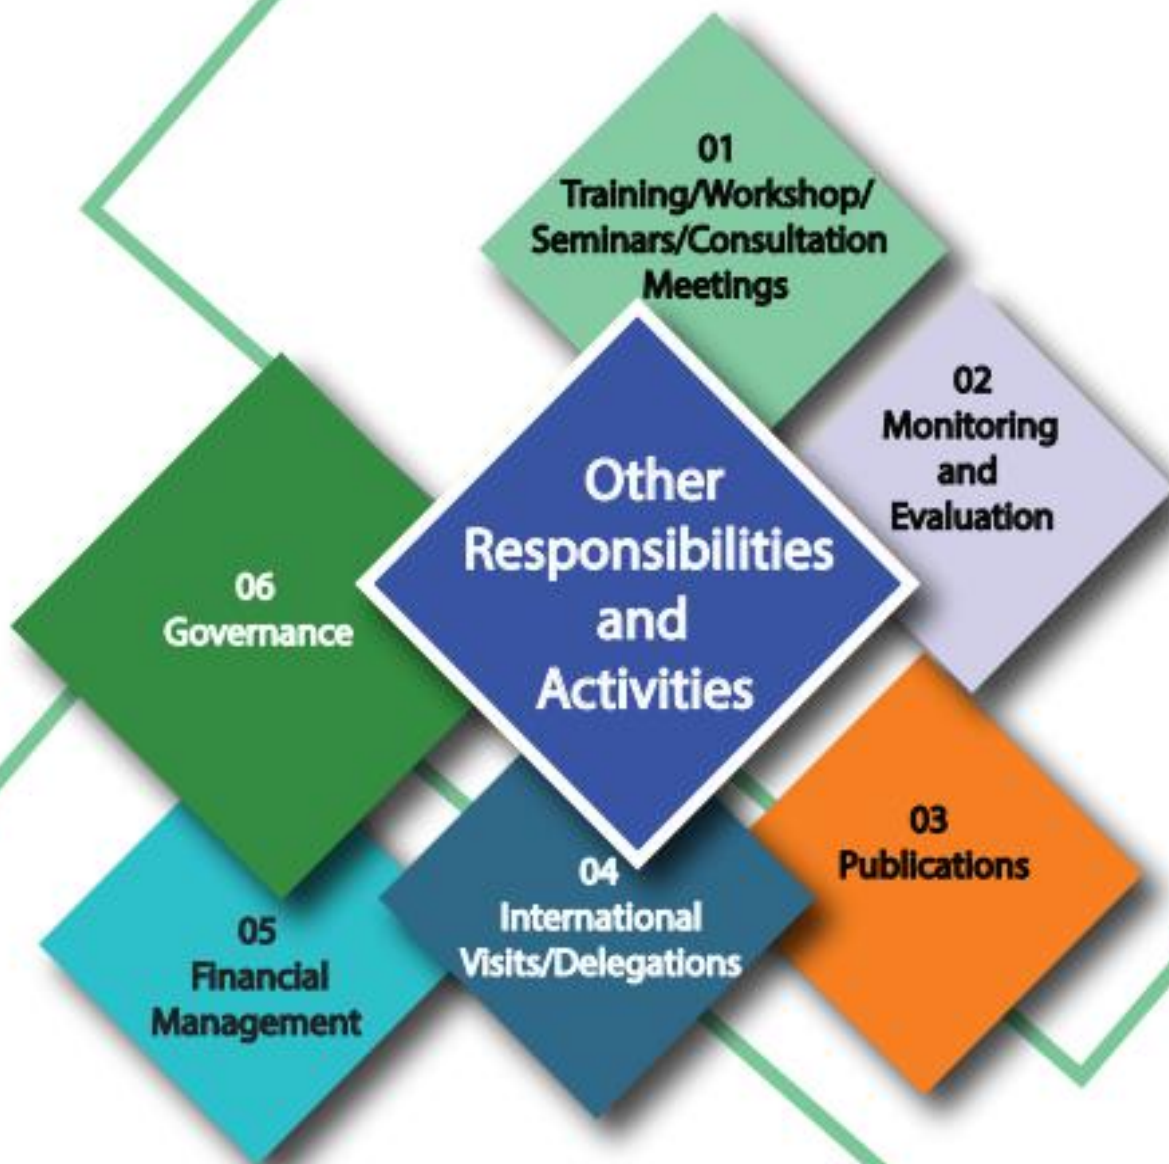 01
Training/Workshop/
Seminars/Consultation
Meetings
02
Monitoring
and
Evaluation
Other
Responsibilities
and
Activities
06
Governance
03
Publications
04
International
Visits/Delegations
05
Financial
Management